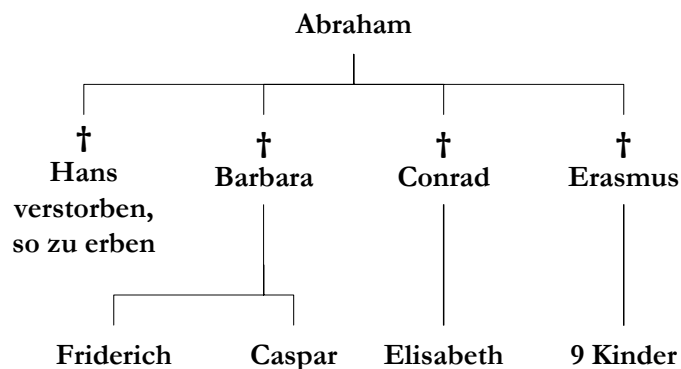 Abraham
† † † †
Hans Barbara Conrad Erasmus
verstorben,
so zu erben
Friderich Caspar Elisabeth 9 Kinder